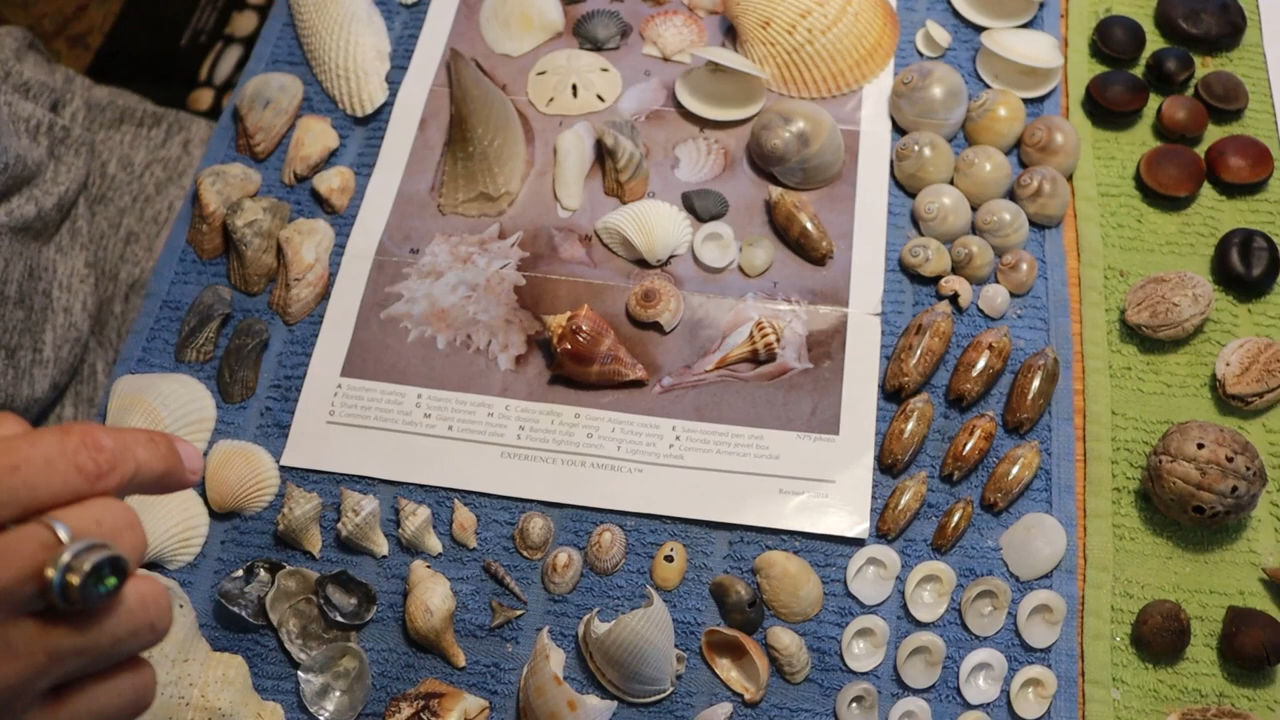 G
M
N
O
T
A Southern quahog B Atlantic bay scallop C Calico scallop D Giant Atlantic cockle E Saw-toothed pen shell
F Florida sand dollar G Scotch bonnet H Disc dosinia I Angel wing J Turkey wing K Florida spiny jewel box
L Shark eye moon snail M Giant eastern murex N Banded tulip O Incongruous ark P Common American sundial
Q Common Atlantic baby's ear R Lettered olive S Florida fighting conch T Lightning whelk
NPS photo
EXPERIENCE YOUR AMERICA™
Revised